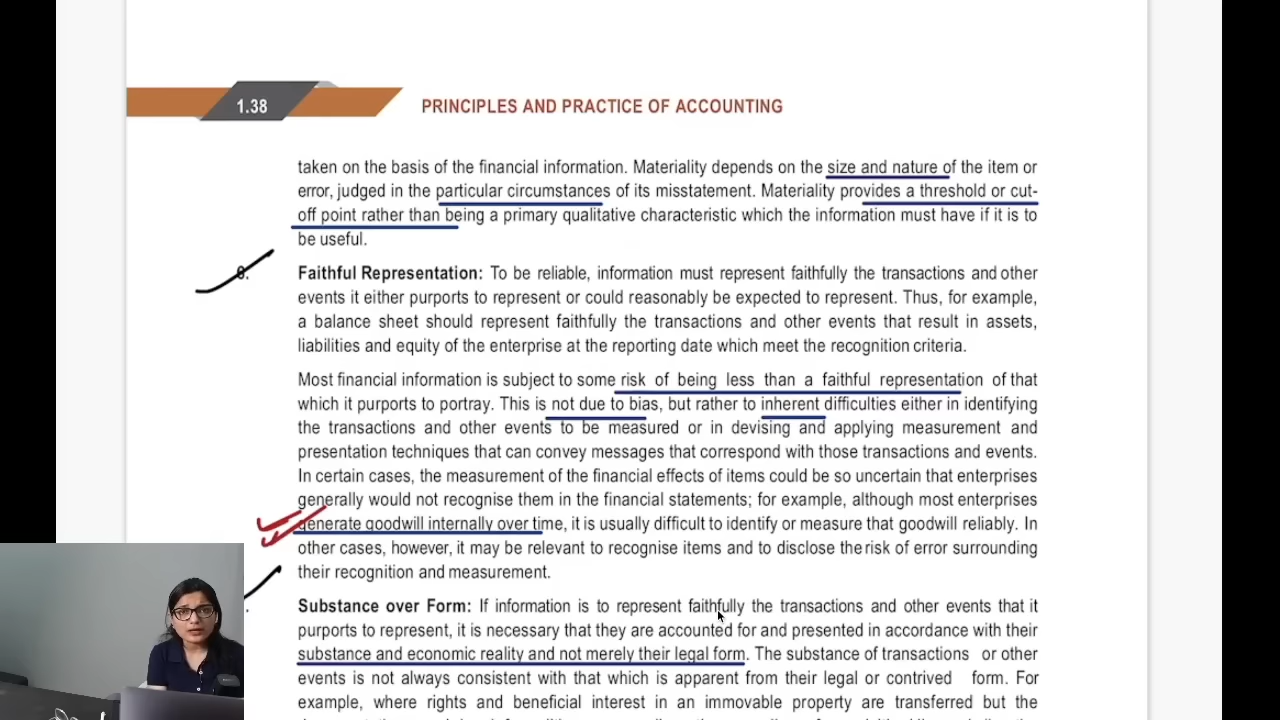 1.38
PRINCIPLES AND PRACTICE OF ACCOUNTING
taken on the basis of the financial information. Materiality depends on the size and nature of the item or
error, judged in the particular circumstances of its misstatement. Materiality provides a threshold or cut-
off point rather than being a primary qualitative characteristic which the information must have if it is to
be useful.
Faithful Representation: To be reliable, information must represent faithfully the transactions and other
events it either purports to represent or could reasonably be expected to represent. Thus, for example,
a balance sheet should represent faithfully the transactions and other events that result in assets,
liabilities and equity of the enterprise at the reporting date which meet the recognition criteria.
Most financial information is subject to some risk of being less than a faithful representation of that
which it purports to portray. This is not due to bias, but rather to inherent difficulties either in identifying
the transactions and other events to be measured or in devising and applying measurement and
presentation techniques that can convey messages that correspond with those transactions and events.
In certain cases, the measurement of the financial effects of items could be so uncertain that enterprises
generally would not recognise them in the financial statements; for example, although most enterprises
generate goodwill internally over time, it is usually difficult to identify or measure that goodwill reliably. In
other cases, however, it may be relevant to recognise items and to disclose the risk of error surrounding
their recognition and measurement.
Substance over Form: If information is to represent faithfully the transactions and other events that it
purports to represent, it is necessary that they are accounted for and presented in accordance with their
substance and economic reality and not merely their legal form. The substance of transactions or other
events is not always consistent with that which is apparent from their legal or contrived form. For
example, where rights and beneficial interest in an immovable property are transferred but the